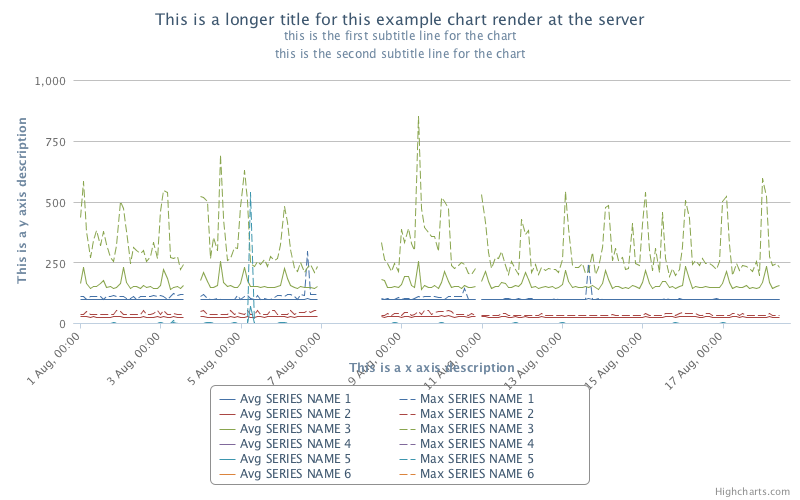 This is a longer title for this example chart render at the server
this is the first subtitle line for the chart
this is the second subtitle line for the chart
This is a y axis description
1,000
750
500
250
0
1 Aug. 00:00
3 Aug. 00:00
5 Aug. 00:00
7 Aug. 00:00
9 Aug. 00:00
11 Aug. 00:00
13 Aug. 00:00
15 Aug. 00:00
17 Aug. 00:00
This is a x axis description
Avg SERIES NAME 1 Max SERIES NAME 1
Avg SERIES NAME 2 Max SERIES NAME 2
Avg SERIES NAME 3 Max SERIES NAME 3
Avg SERIES NAME 4 Max SERIES NAME 4
Avg SERIES NAME 5 Max SERIES NAME 5
Avg SERIES NAME 6 Max SERIES NAME 6
Highcharts.com